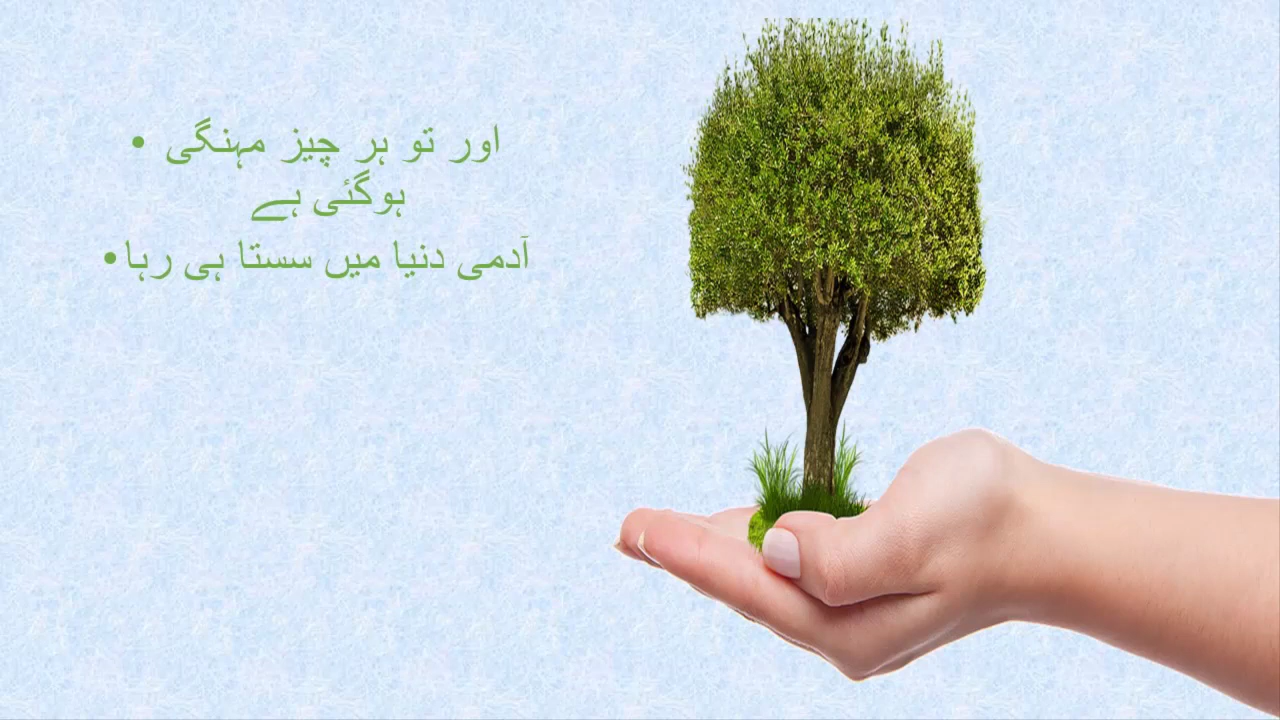 • اور تو ہر چیز مہنگی
ہوگئی ہے
• آدمی دنیا میں سستا ہی رہا